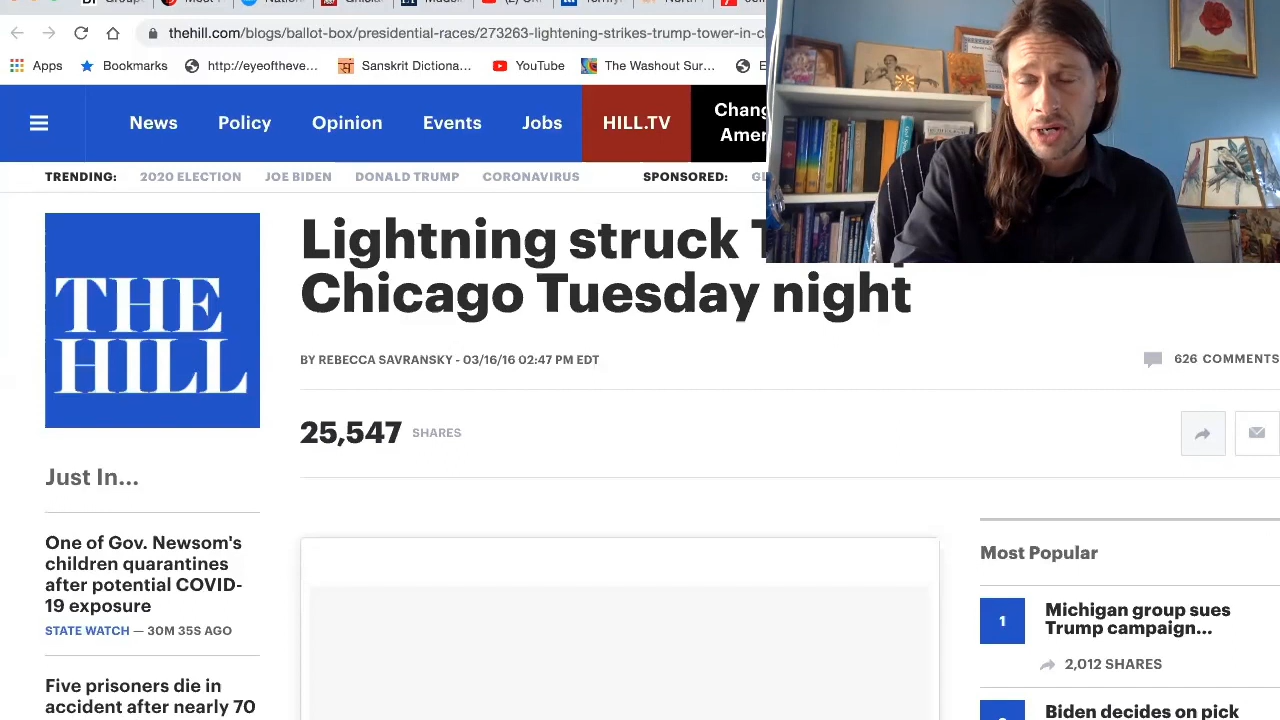 thehill.com/blogs/ballot-box/presidential-races/273263-lightening-strikes-trump-tower-in-c
Apps Bookmarks http://eyeoftheve... Sanskrit Dictiona... YouTube The Washout Sur... E
News Policy Opinion Events Jobs HILL.TV Chang
Amer
TRENDING: 2020 ELECTION JOE BIDEN DONALD TRUMP CORONAVIRUS SPONSORED: G
THE
HILL
Lightning struck T
Chicago Tuesday night
BY REBECCA SAVRANSKY - 03/16/16 02:47 PM EDT
626 COMMENTS
25,547 SHARES
Just In...
One of Gov. Newsom's
children quarantines
after potential COVID-
19 exposure
STATE WATCH — 30M 35S AGO
Five prisoners die in
accident after nearly 70
Most Popular
1
Michigan group sues
Trump campaign...
2,012 SHARES
Biden decides on pick